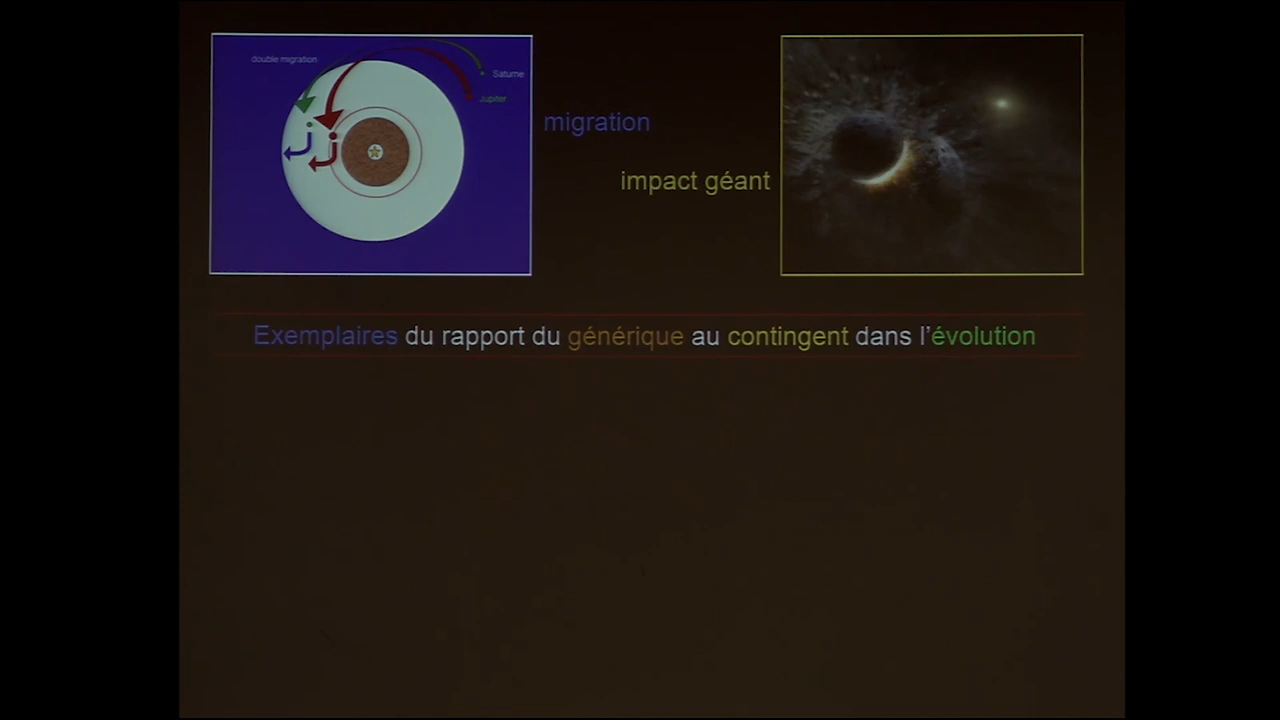 double migration
Saturne
Jupiter
migration
impact géant
Exemplaires du rapport du générique au contingent dans l'évolution